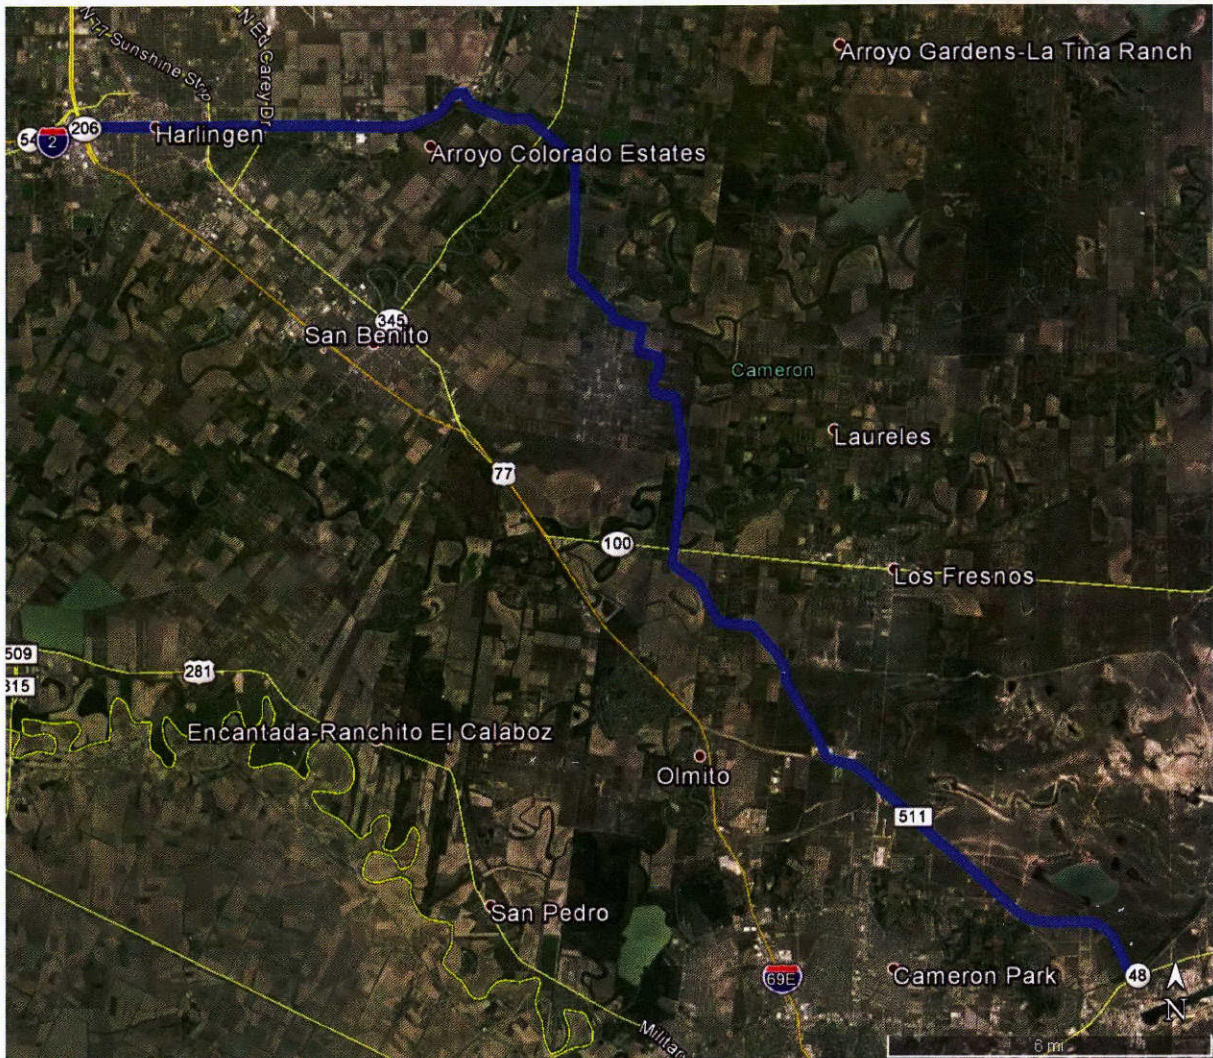 N 77 Sunshine Strip
N Ed Carey Dr
Arroyo Gardens-La Tina Ranch
54
2
206
Harlingen
Arroyo Colorado Estates
345
San Benito
Cameron
Laureles
77
100
Los Fresnos
509
281
315
Encantada-Ranchito El Calaboz
Olmito
511
San Pedro
69E
Cameron Park
48
N
Militar
6 mi